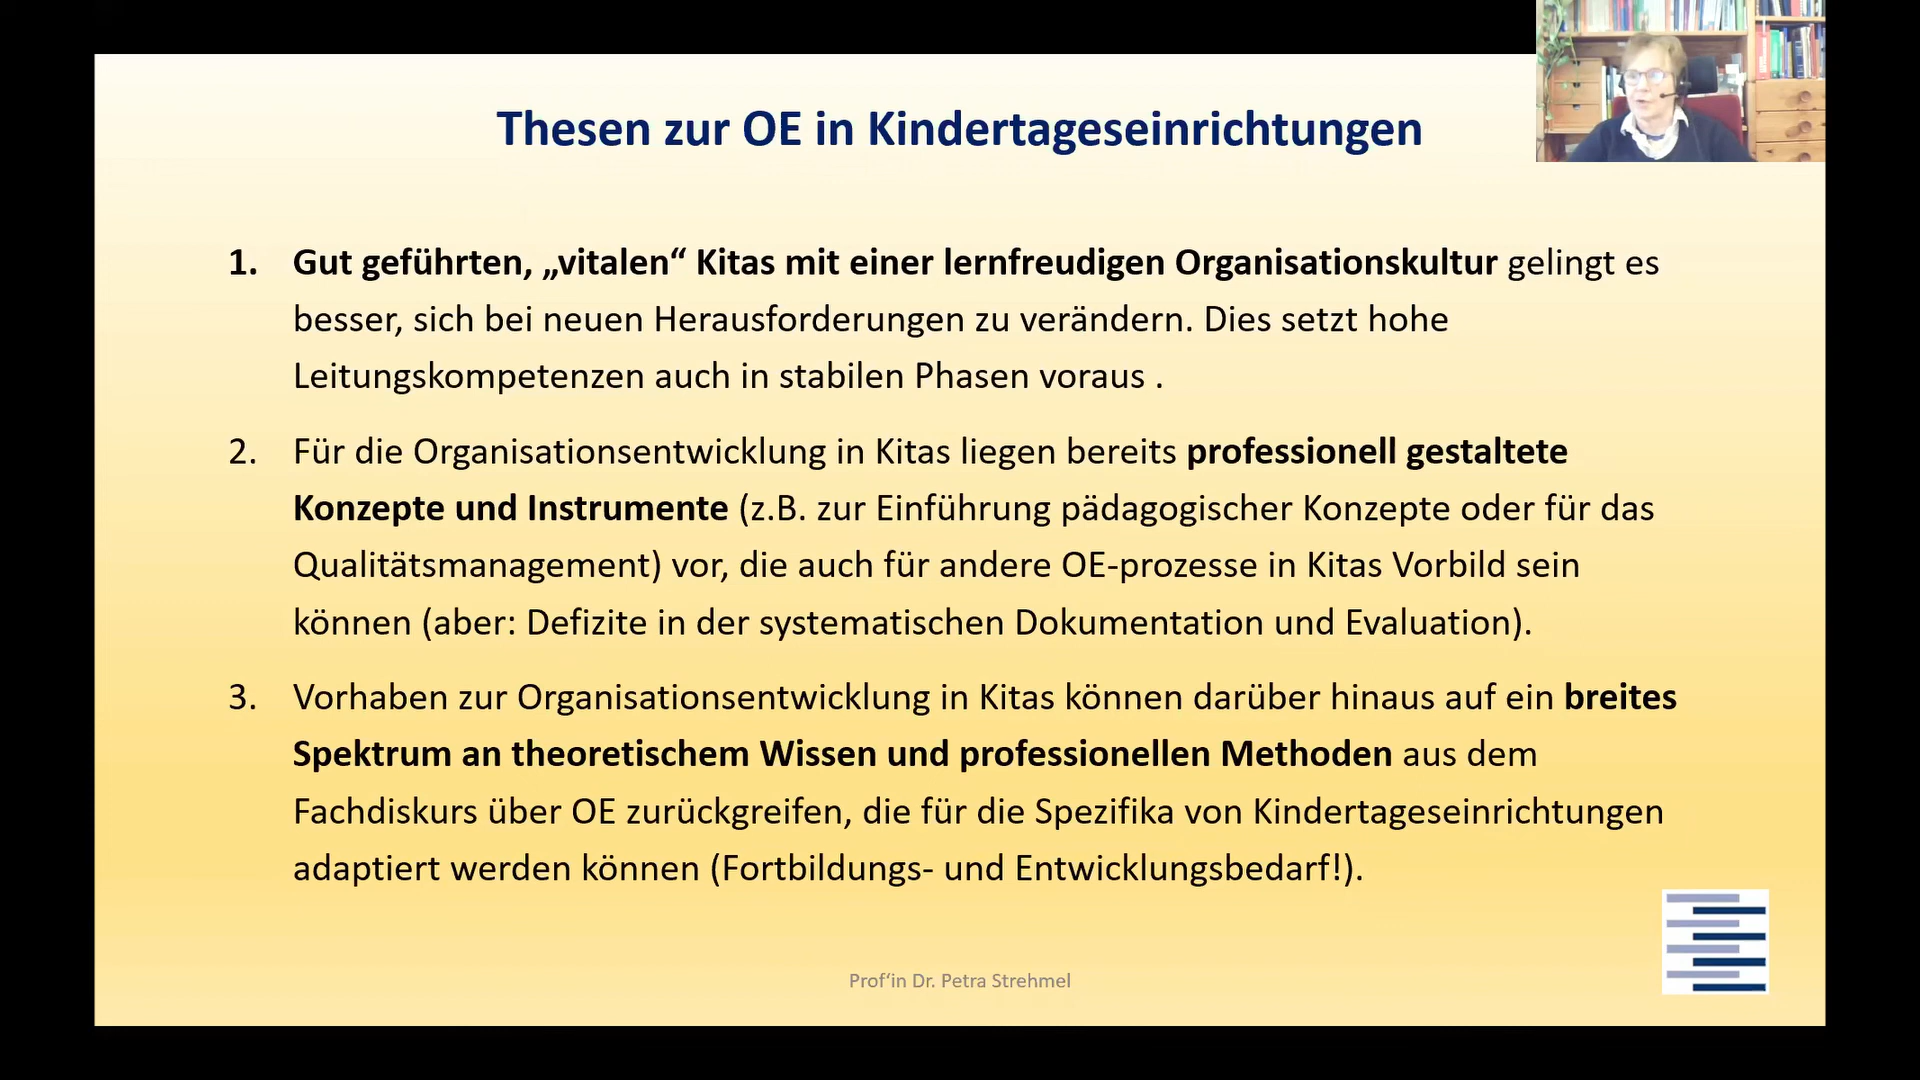 Thesen zur OE in Kindertageseinrichtungen
1. Gut geführten, „vitalen“ Kitas mit einer lernfreudigen Organisationskultur gelingt es
besser, sich bei neuen Herausforderungen zu verändern. Dies setzt hohe
Leitungskompetenzen auch in stabilen Phasen voraus .
2. Für die Organisationsentwicklung in Kitas liegen bereits professionell gestaltete
Konzepte und Instrumente (z.B. zur Einführung pädagogischer Konzepte oder für das
Qualitätsmanagement) vor, die auch für andere OE-prozesse in Kitas Vorbild sein
können (aber: Defizite in der systematischen Dokumentation und Evaluation).
3. Vorhaben zur Organisationsentwicklung in Kitas können darüber hinaus auf ein breites
Spektrum an theoretischem Wissen und professionellen Methoden aus dem
Fachdiskurs über OE zurückgreifen, die für die Spezifika von Kindertageseinrichtungen
adaptiert werden können (Fortbildungs- und Entwicklungsbedarf!).
Prof‘in Dr. Petra Strehmel